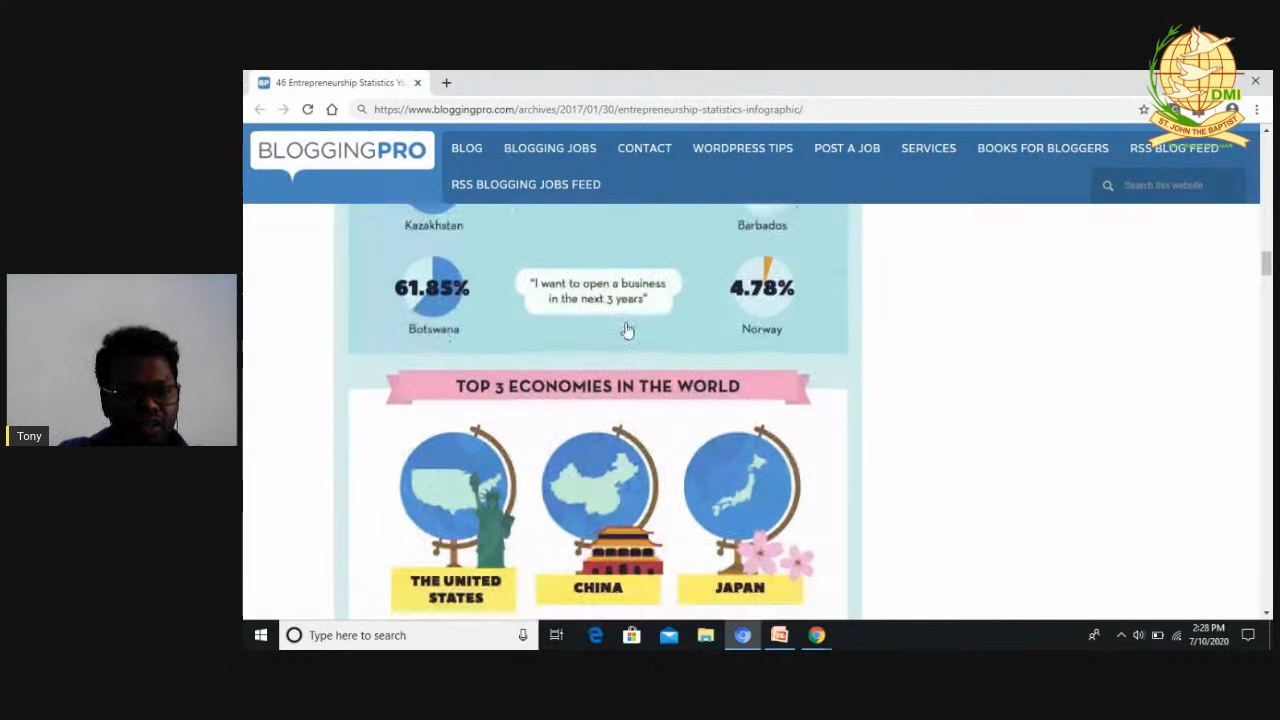 46 Entrepreneurship Statistics Yo
https://www.bloggingpro.com/archives/2017/01/30/entrepreneurship-statistics-infographic/
DMI
ST. JOHN THE BAPTIST
BLOGGINGPRO
BLOG BLOGGING JOBS CONTACT WORDPRESS TIPS POST A JOB SERVICES BOOKS FOR BLOGGERS RSS BLOG FEED
RSS BLOGGING JOBS FEED
Search this website
Kazakhstan
Barbados
61.85%
"I want to open a business
in the next 3 years"
4.78%
Botswana
Norway
TOP 3 ECONOMIES IN THE WORLD
THE UNITED
STATES
CHINA
JAPAN
Tony
Type here to search
2:28 PM
7/10/2020